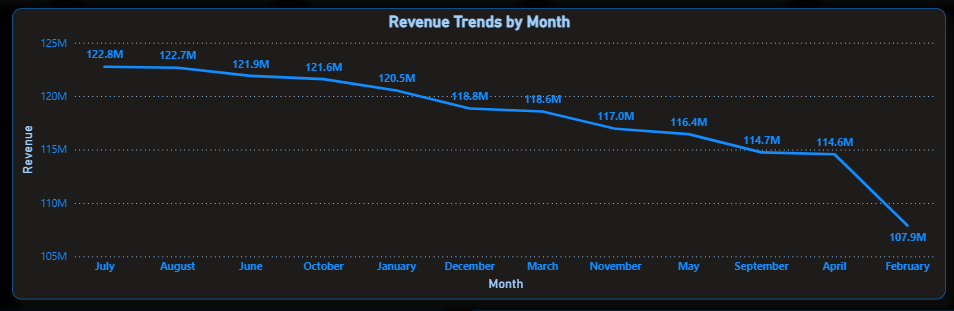 Revenue Trends by Month
125M
120M
115M
110M
105M
Revenue
122.8M
122.7M
121.9M
121.6M
120.5M
118.8M
118.6M
117.0M
116.4M
114.7M
114.6M
107.9M
July August June October January December March November May September April February
Month